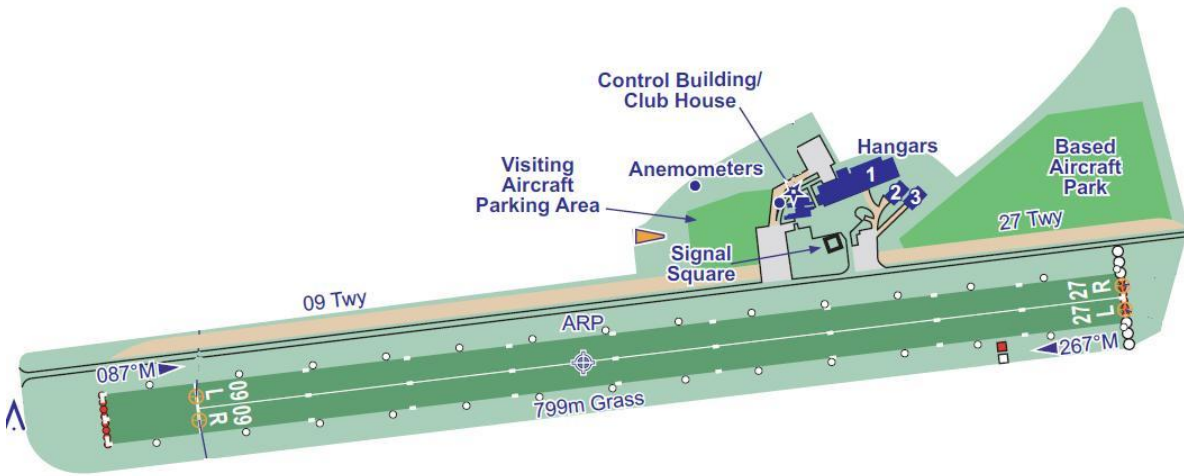 Control Building/
Club House
Hangars
1
2
3
Based
Aircraft
Park
Visiting
Aircraft
Parking Area
Anemometers
Signal
Square
27 Twy
09 Twy
ARP
087°M
267°M
27 27
R
L
09 09
L
R
799m Grass